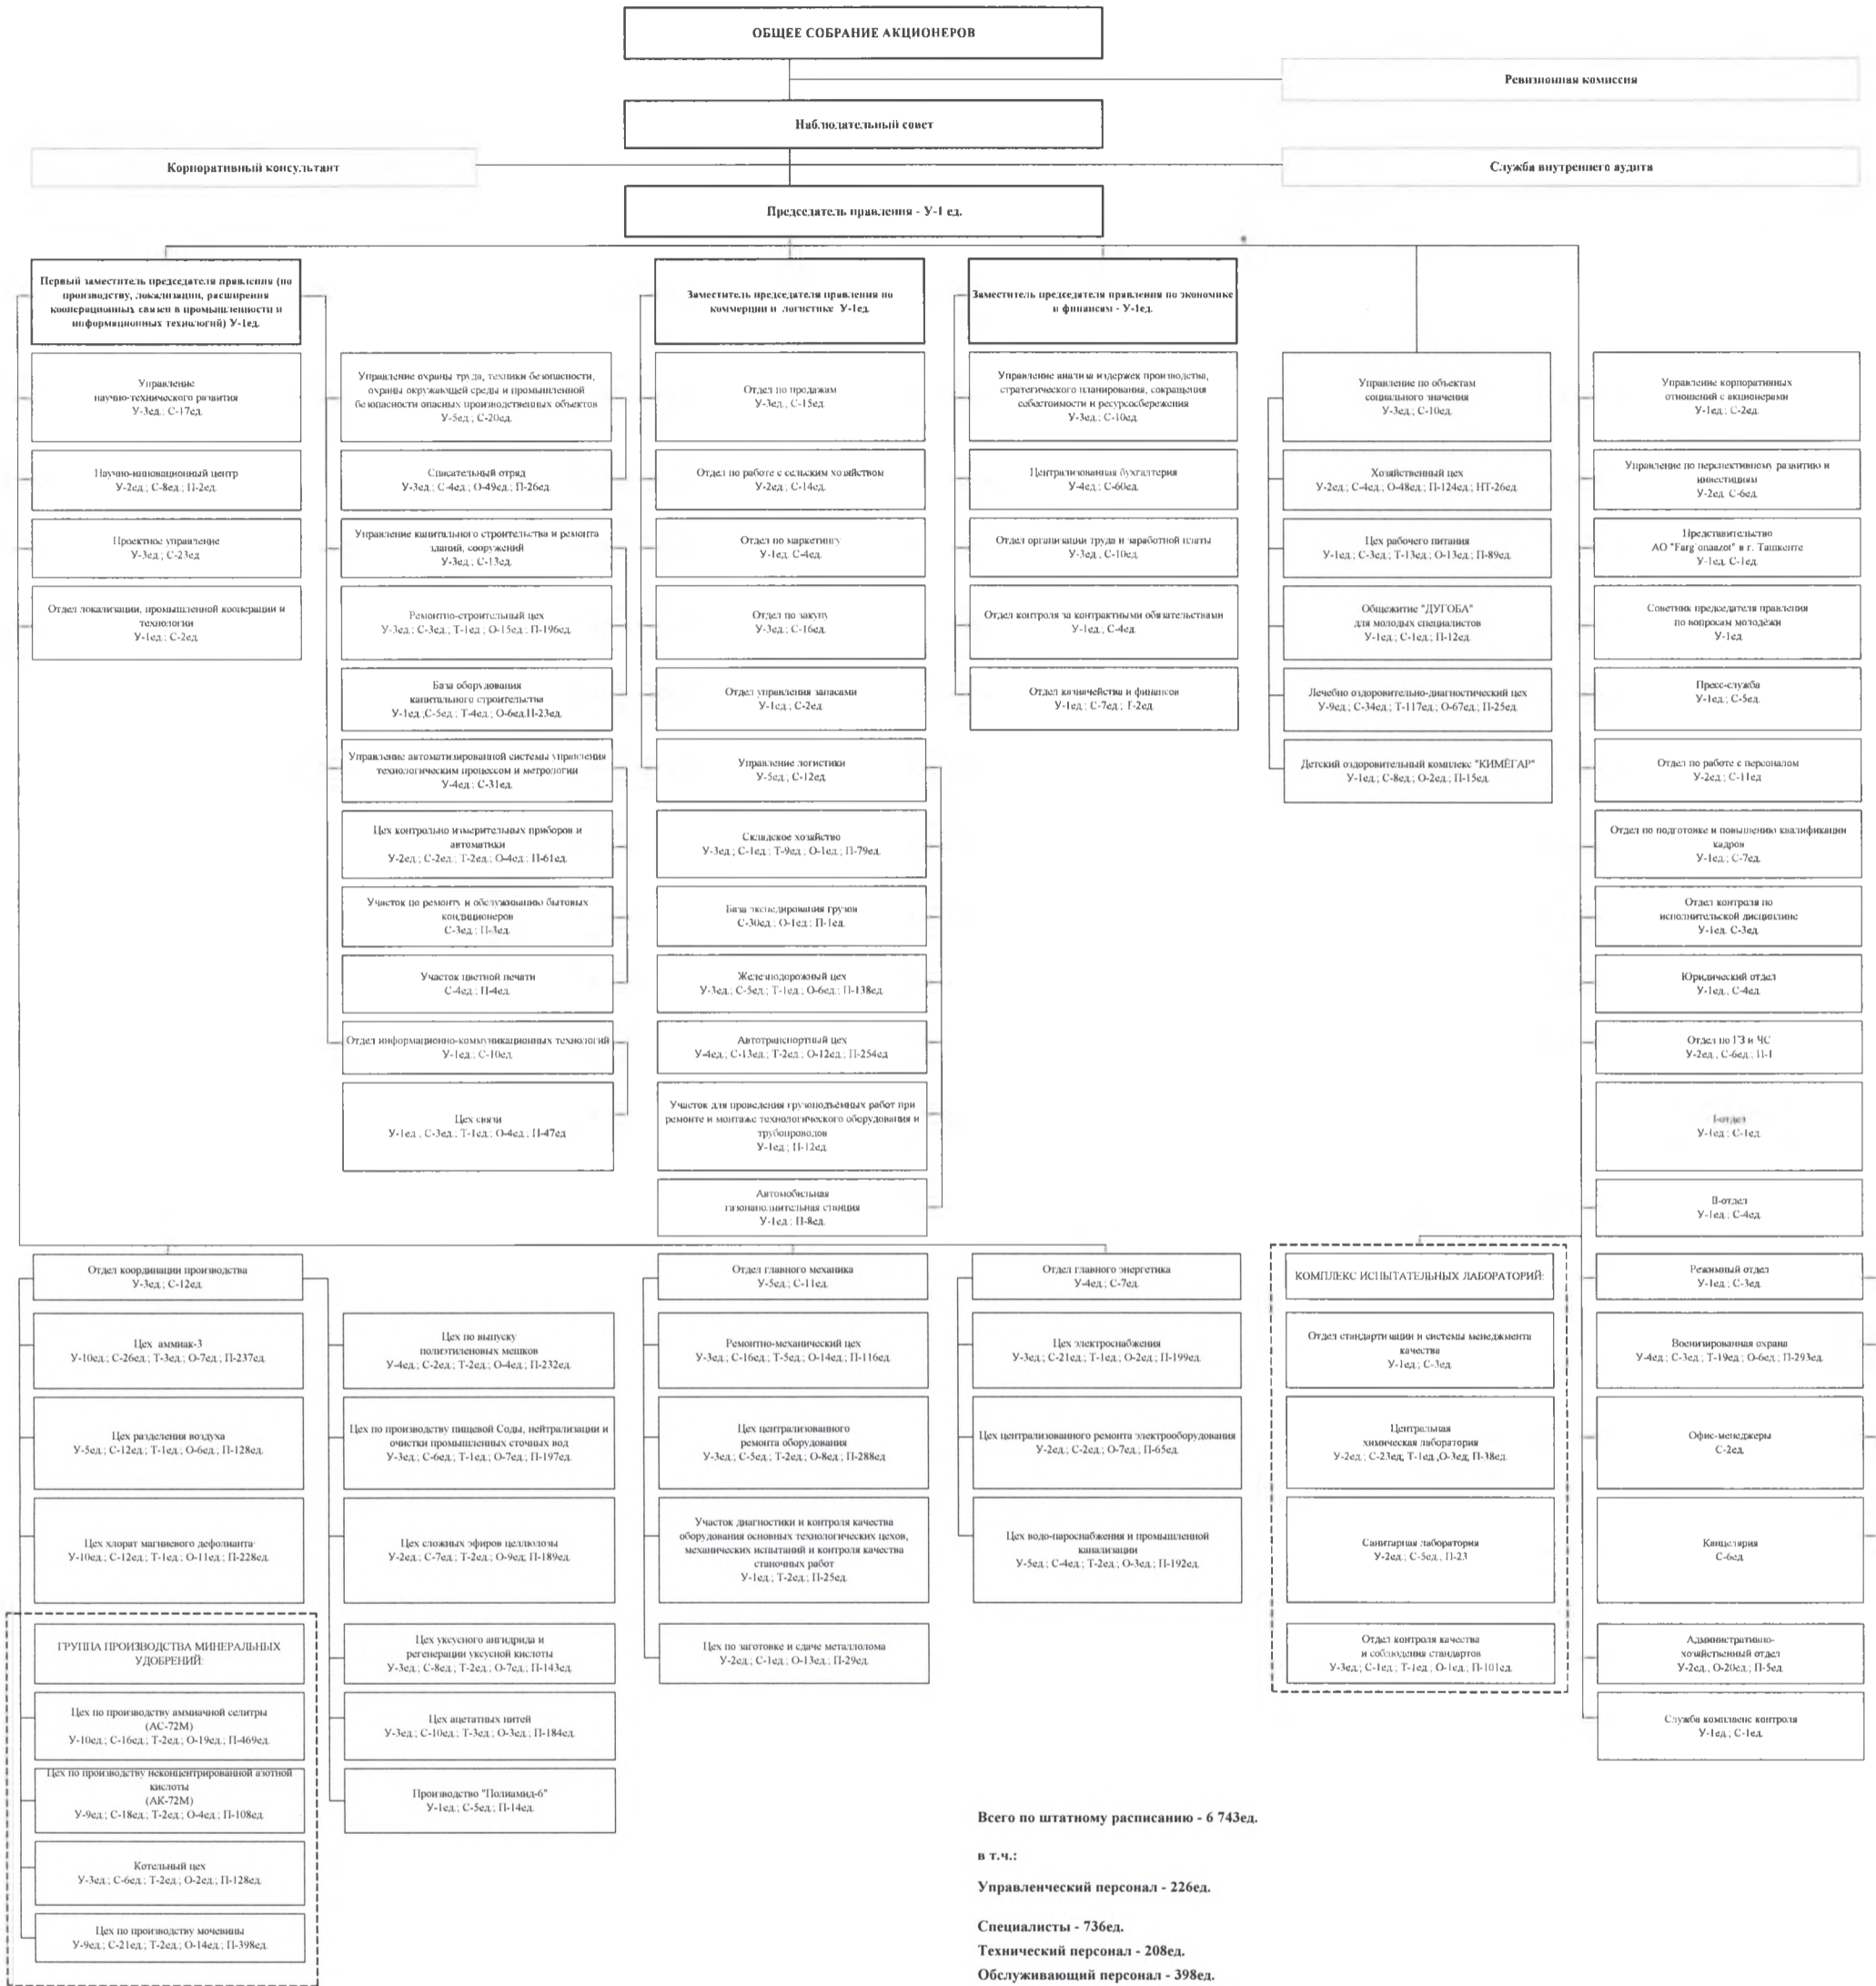 ОБЩЕЕ СОБРАНИЕ АКЦИОНЕРОВ
Ревизионная комиссия
Наблюдательный совет
Корпоративный консультант
Служба внутреннего аудита
Председатель правления - У-1 ед.
Первый заместитель председателя правления (по
производству, локализации, расширения
кооперационных связей в промышленности и
информационных технологий) У-1ед.
Заместитель председателя правления по
коммерции и логистике У-1ед.
Заместитель председателя правления по экономике
и финансам - У-1ед.
Управление
научно-технического развития
У-3ед.; С-17ед.
Научно-инновационный центр
У-2ед.; С-8ед.; П-2ед.
Проектное управление
У-3ед.; С-23ед
Отдел локализации, промышленной кооперации и
технологии
У-1ед.; С-2ед.
Управление охраны труда, техники безопасности,
охраны окружающей среды и промышленной
безопасности опасных производственных объектов
У-5ед.; С-20ед.
Спасательный отряд
У-3ед.; С-4ед.; О-49ед.; П-26ед.
Управление капитального строительства и ремонта
зданий, сооружений
У-3ед.; С-13ед.
Ремонтно-строительный цех
У-3ед.; С-3ед.; Т-1ед.; О-15ед.; П-196ед.
База оборудования
капитального строительства
У-1ед.;С-5ед.; Т-4ед.; О-6ед.П-23ед.
Управление автоматизированной системы управления
технологическим процессом и метрологии
У-4ед.; С-31ед.
Цех контрольно измерительных приборов и
автоматики
У-2ед.; С-2ед.; Т-2ед.; О-4ед.; П-61ед.
Участок по ремонту и обслуживанию бытовых
кондиционеров
С-3ед.; П-3ед.
Участок цветной печати
С-4ед.; П-4ед.
Отдел информационно-коммуникационных технологий
У-1ед.; С-10ед.
Цех связи
У-1ед., С-3ед.; Т-1ед.; О-4ед.; П-47ед
Отдел по продажам
У-3ед., С-15ед.
Отдел по работе с сельским хозяйством
У-2ед.; С-14ед.
Отдел по маркетингу
У-1ед. С-4ед.
Отдел по закупу
У-3ед.; С-16ед.
Отдел управления запасами
У-1ед.; С-2ед.
Управление логистики
У-5ед.; С-12ед.
Складское хозяйство
У-3ед.; С-1ед.; Т-9ед.; О-1ед.; П-79ед.
База экспедирования грузов
С-30ед.; О-1ед.; П-1ед.
Железнодорожный цех
У-3ед.; С-5ед.; Т-1ед.; О-6ед.; П-138ед
Автотранспортный цех
У-4ед.; С-13ед.; Т-2ед.; О-12ед.; П-254ед
Участок для проведения грузоподъёмных работ при
ремонте и монтаже технологического оборудования и
трубопроводов
У-1ед.; П-12ед.
Автомобильная
газонаполнительная станция
У-1ед.; П-8ед.
Управление анализа издержек производства,
стратегического планирования, сокращения
себестоимости и ресурсосбережения
У-3ед.; С-10ед.
Централизованная бухгалтерия
У-4ед.; С-60ед.
Отдел организации труда и заработной платы
У-3ед., С-10ед.
Отдел контроля за контрактными обязательствами
У-1ед.; С-4ед.
Отдел казначейства и финансов
У-1ед.; С-7ед.; Т-2ед.
Управление по объектам
социального значения
У-3ед.; С-10ед.
Хозяйственный цех
У-2ед.; С-4ед.; О-48ед.; П-124ед.; НТ-26ед.
Цех рабочего питания
У-1ед.; С-3ед.; Т-13ед.; О-13ед.; П-89ед.
Общежитие "ДУГОБА"
для молодых специалистов
У-1ед.; С-1ед.; П-12ед.
Лечебно оздоровительно-диагностический цех
У-9ед.; С-34ед.; Т-117ед.; О-67ед.; П-25ед.
Детский оздоровительный комплекс "КИМЁГАР"
У-1ед.; С-8ед.; О-2ед.; П-15ед.
Управление корпоративных
отношений с акционерами
У-1ед.; С-2ед.
Управление по перспективному развитию и
инвестициям
У-2ед. С-6ед.
Представительство
АО "Farg`onaazot" в г. Ташкенте
У-1ед. С-1ед.
Советник председателя правления
по вопросам молодёжи
У-1ед.
Пресс-служба
У-1ед.; С-5ед.
Отдел по работе с персоналом
У-2ед.; С-11ед
Отдел по подготовке и повышению квалификации
кадров
У-1ед.; С-7ед.
Отдел контроля по
исполнительской дисциплине
У-1ед. С-3ед.
Юридический отдел
У-1ед., С-4ед.
Отдел по ГЗ и ЧС
У-2ед., С-6ед.; П-1
I-отдел
У-1ед.; С-1ед.
II-отдел
У-1ед.; С-4ед.
Отдел координации производства
У-3ед.; С-12ед.
Отдел главного механика
У-5ед.; С-11ед.
Отдел главного энергетика
У-4ед.; С-7ед.
КОМПЛЕКС ИСПЫТАТЕЛЬНЫХ ЛАБОРАТОРИЙ:
Режимный отдел
У-1ед.; С-3ед.
Цех аммиак-3
У-10ед.; С-26ед.; Т-3ед.; О-7ед.; П-237ед.
Цех разделения воздуха
У-5ед.; С-12ед.; Т-1ед.; О-6ед.; П-128ед.
Цех хлорат магниевого дефолианта
У-10ед.; С-12ед.; Т-1ед.; О-11ед.; П-228ед.
ГРУППА ПРОИЗВОДСТВА МИНЕРАЛЬНЫХ
УДОБРЕНИЙ:
Цех по производству аммиачной селитры
(АС-72М)
У-10ед.; С-16ед.; Т-2ед.; О-19ед.; П-469ед.
Цех по производству неконцентрированной азотной
кислоты
(АК-72М)
У-9ед.; С-18ед.; Т-2ед.; О-4ед.; П-108ед.
Котельный цех
У-3ед.; С-6ед.; Т-2ед.; О-2ед.; П-128ед.
Цех по производству мочевины
У-9ед.; С-21ед.; Т-2ед.; О-14ед.; П-398ед.
Цех по выпуску
полиэтиленовых мешков
У-4ед.; С-2ед.; Т-2ед.; О-4ед.; П-232ед.
Цех по производству пищевой Соды, нейтрализации и
очистки промышленных сточных вод
У-3ед.; С-6ед.; Т-1ед.; О-7ед.; П-197ед.
Цех сложных эфиров целлюлозы
У-2ед.; С-7ед.; Т-2ед.; О-9ед.; П-189ед.
Цех уксусного ангидрида и
регенерации уксусной кислоты
У-3ед.; С-8ед.; Т-2ед.; О-7ед.; П-143ед.
Цех ацетатных нитей
У-3ед.; С-10ед.; Т-3ед.; О-3ед.; П-184ед.
Производство "Полиамид-6"
У-1ед.; С-5ед.; П-14ед.
Ремонтно-механический цех
У-3ед.; С-16ед.; Т-5ед.; О-14ед.; П-116ед.
Цех централизованного
ремонта оборудования
У-3ед.; С-5ед.; Т-2ед.; О-8ед.; П-288ед
Участок диагностики и контроля качества
оборудования основных технологических цехов,
механических испытаний и контроля качества
станочных работ
У-1ед.; Т-2ед.; П-25ед.
Цех по заготовке и сдаче металлолома
У-2ед.; С-1ед.; О-13ед.; П-29ед.
Цех электроснабжения
У-3ед.; С-21ед.; Т-1ед.; О-2ед.; П-199ед.
Цех централизованного ремонта электрооборудования
У-2ед.; С-2ед.; О-7ед.; П-65ед.
Цех водо-пароснабжения и промышленной
канализации
У-5ед.; С-4ед.; Т-2ед.; О-3ед.; П-192ед.
Отдел стандартизации и системы менеджмента
качества
У-1ед.; С-3ед.
Центральная
химическая лаборатория
У-2ед.; С-23ед; Т-1ед.;О-3ед; П-38ед.
Санитарная лаборатория
У-2ед.; С-5ед., П-23
Отдел контроля качества
и соблюдения стандартов
У-3ед.; С-1ед.; Т-1ед.; О-1ед.; П-101ед.
Военизированная охрана
У-4ед.; С-3ед.; Т-19ед.; О-6ед.; П-293ед.
Офис-менеджеры
С-2ед.
Канцелярия
С-6ед.
Административно-
хозяйственный отдел
У-2ед., О-20ед.; П-5ед.
Служба комплаенс контроля
У-1ед.; С-1ед.
Всего по штатному расписанию - 6 743ед.
в т.ч.:
Управленческий персонал - 226ед.
Специалисты - 736ед.
Технический персонал - 208ед.
Обслуживающий персонал - 398ед.